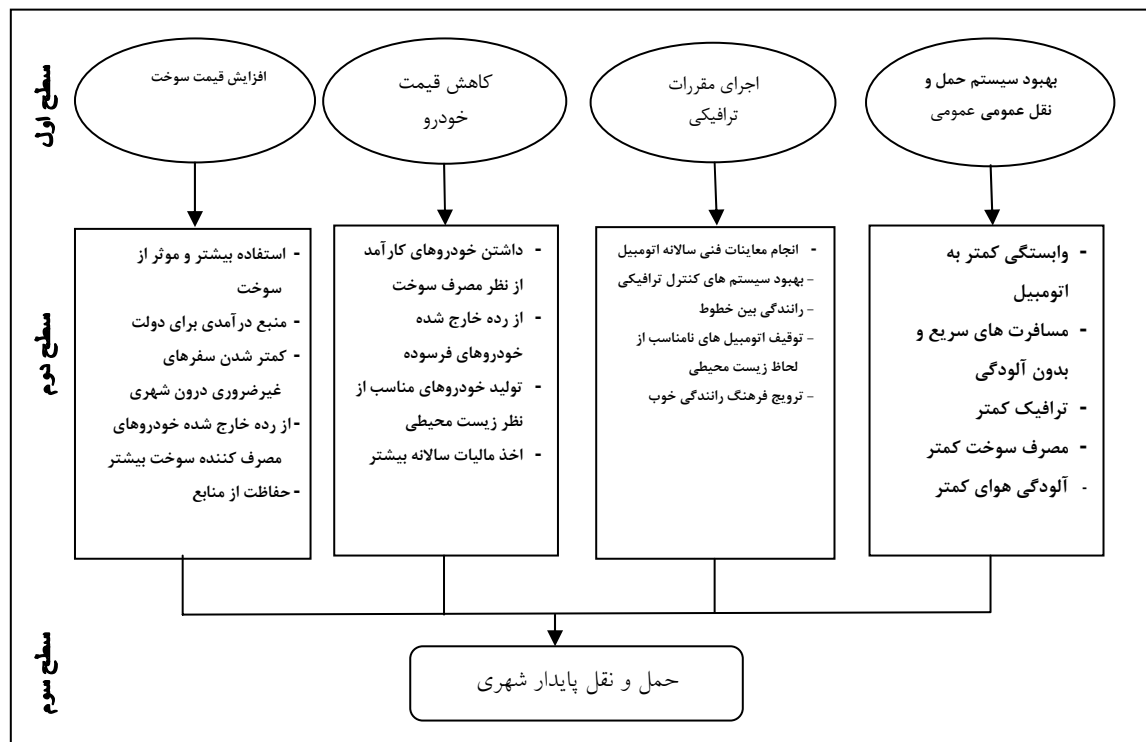 سطح اول
بهبود سیستم حمل و
نقل عمومی عمومی
اجرای مقررات
ترافیکی
کاهش قیمت
خودرو
افزایش قیمت سوخت
سطح دوم
- وابستگی کمتر به
اتومبیل
- مسافرت های سریع و
بدون آلودگی
- ترافیک کمتر
- مصرف سوخت کمتر
- آلودگی هوای کمتر
- انجام معاینات فنی سالانه اتومبیل
- بهبود سیستم های کنترل ترافیکی
- رانندگی بین خطوط
- توقیف اتومبیل های نامناسب از
لحاظ زیست محیطی
- ترویج فرهنگ رانندگی خوب
- داشتن خودروهای کارآمد
از نظر مصرف سوخت
- از رده خارج شده
خودروهای فرسوده
- تولید خودروهای مناسب از
نظر زیست محیطی
- اخذ مالیات سالانه بیشتر
- استفاده بیشتر و موثر از
سوخت
- منبع درآمدی برای دولت
- کمتر شدن سفرهای
غیرضروری درون شهری
- از رده خارج شده خودروهای
مصرف کننده سوخت بیشتر
- حفاظت از منابع
سطح سوم
حمل و نقل پایدار شهری